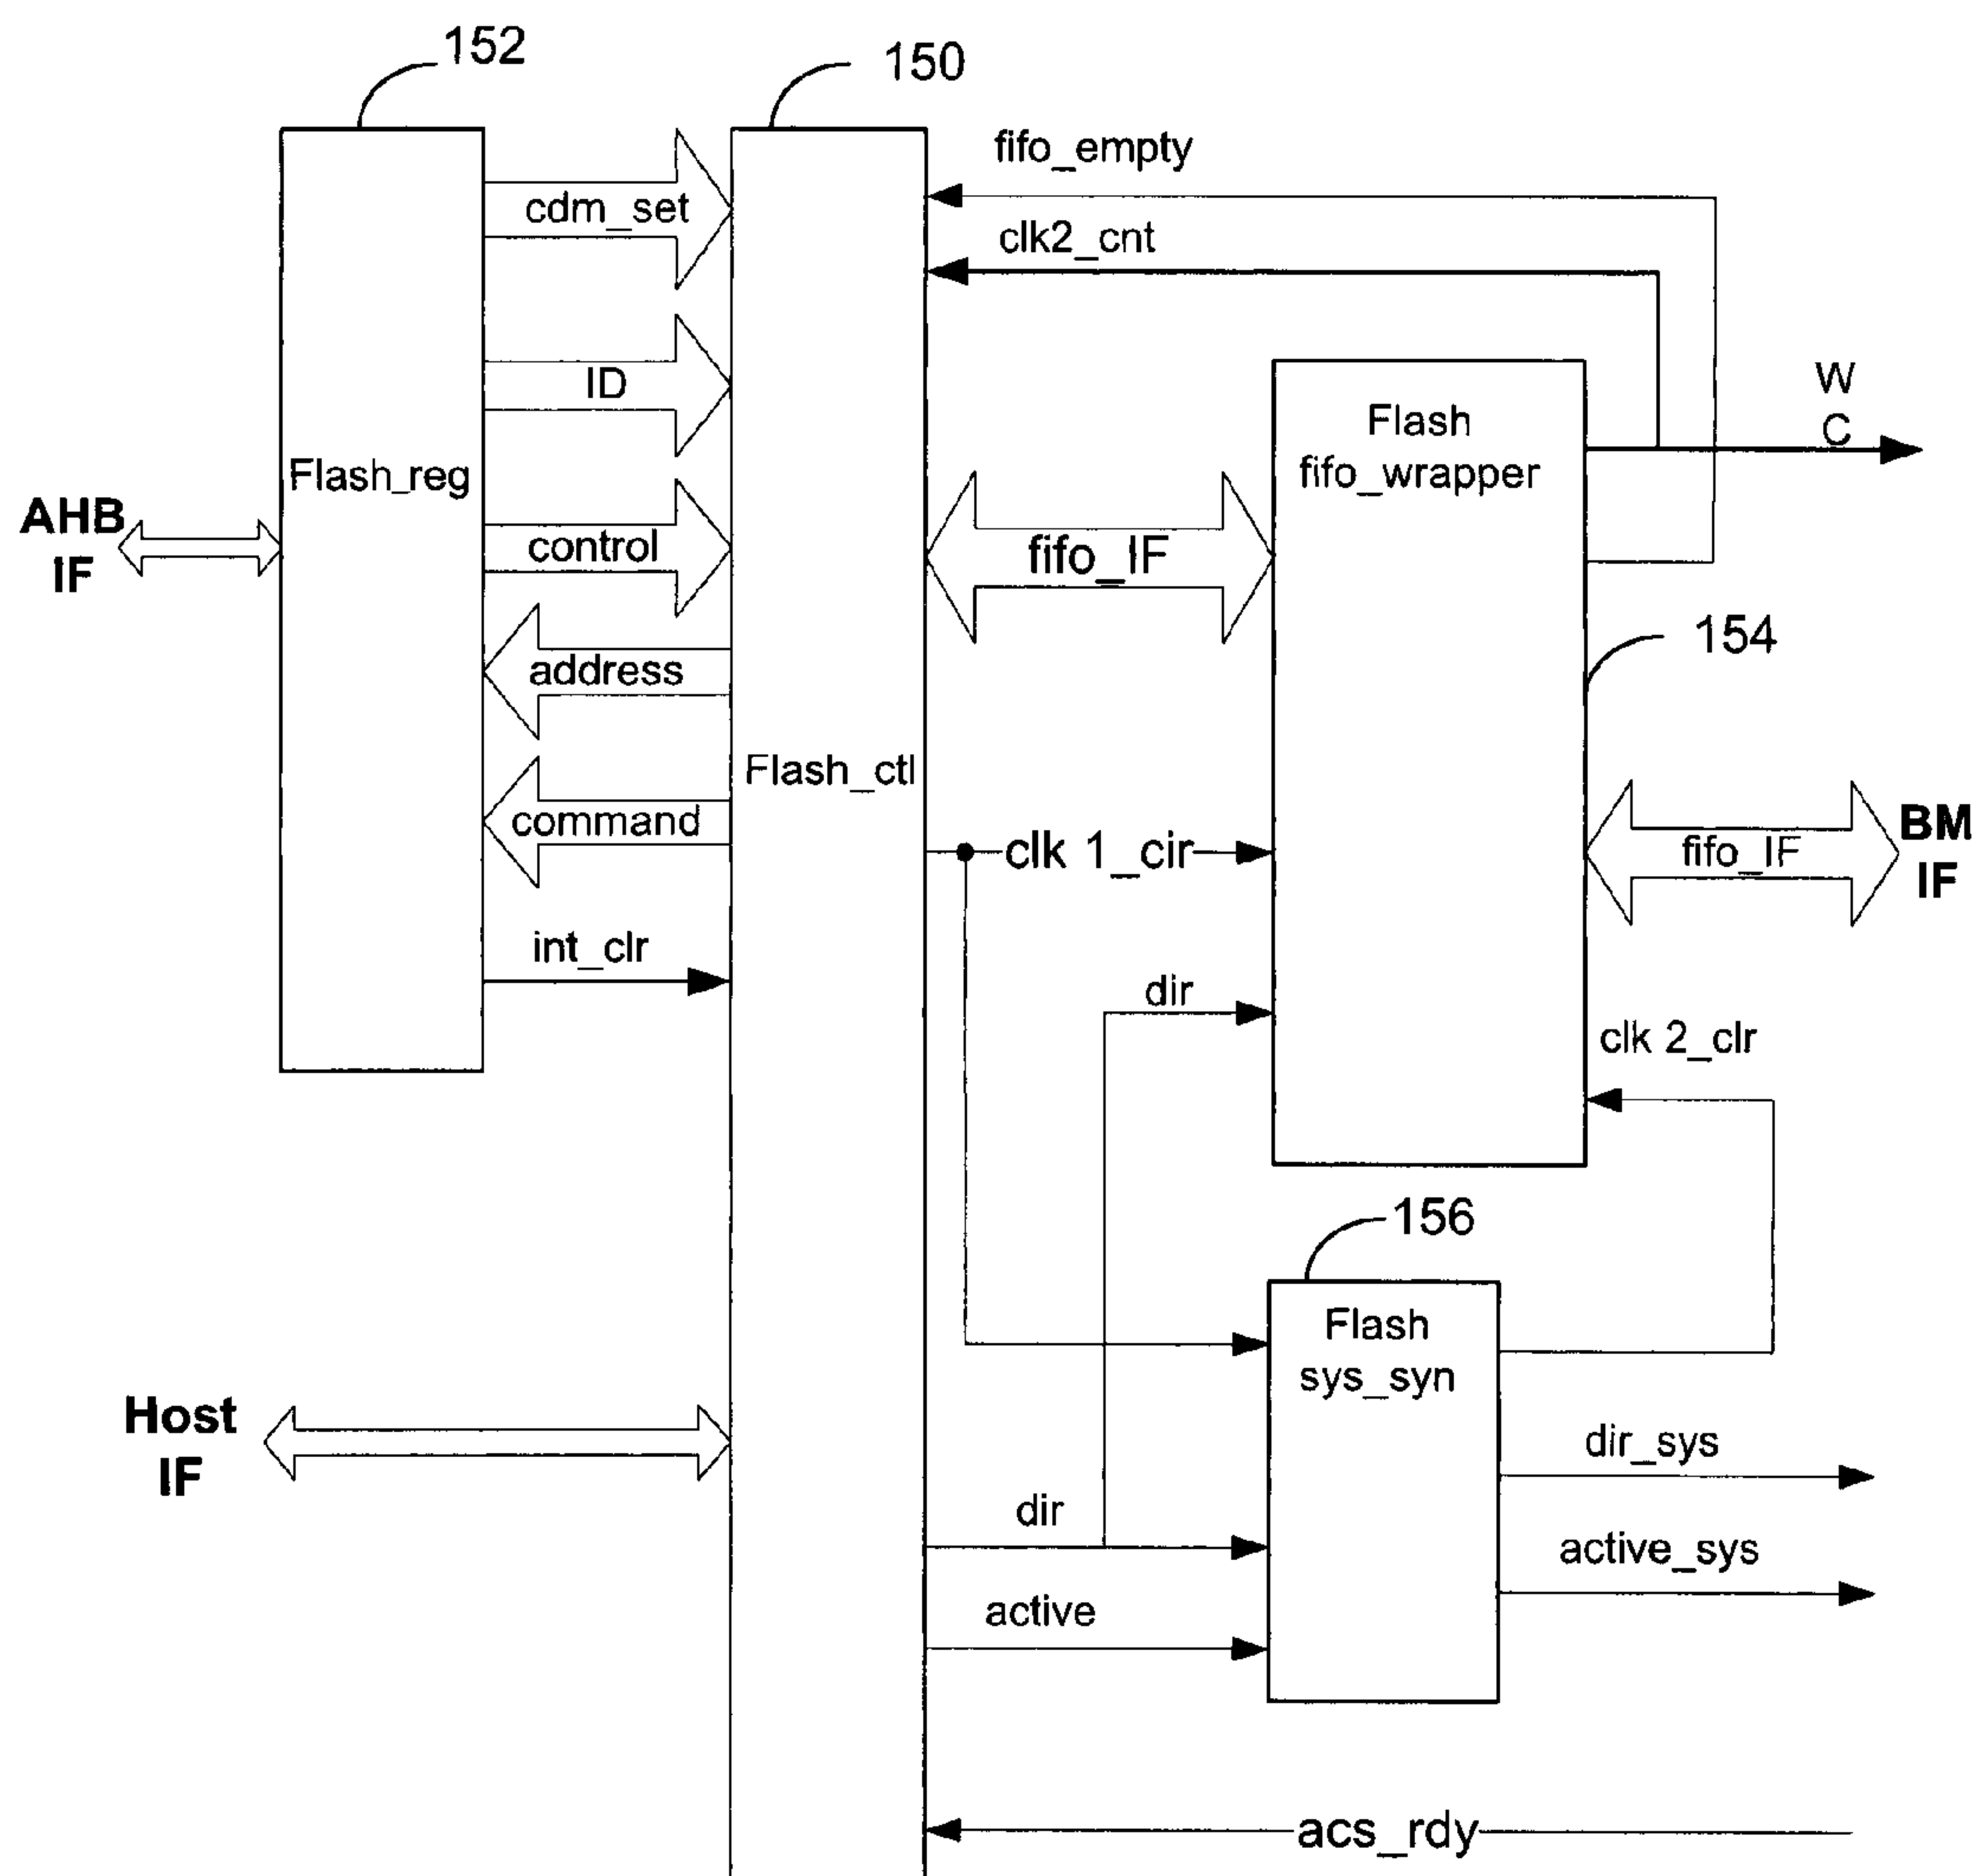 152
150
fifo_empty
cdm_set
clk2_cnt
ID
W
C
Flash
fifo_wrapper
Flash_reg
AHB
IF
control
fifo_IF
154
address
Flash_ctl
command
clk 1_cir
fifo_IF
BM
IF
int_clr
dir
clk 2_clr
156
Flash
sys_syn
Host
IF
dir_sys
dir
active_sys
active
acs_rdy